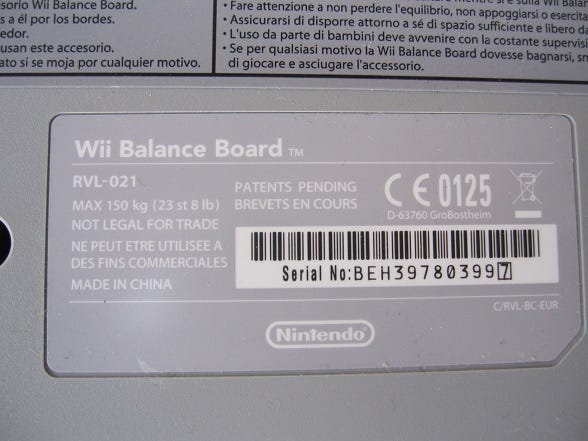 esorio Wii Balance Board.
s a él por los bordes.
edor.
usan este accesorio.
ato si se moja por cualquier motivo.
• Fare attenzione a non perdere l'equilibrio, non appoggiarsi o esercita
• Assicurarsi di disporre attorno a sé di spazio sufficiente e libero da
• L'uso da parte di bambini deve avvenire con la costante supervisi
• Se per qualsiasi motivo la Wii Balance Board dovesse bagnarsi, sm
di giocare e asciugare l'accessorio.
Wii Balance Board TM
RVL-021
MAX 150 kg (23 st 8 lb)
NOT LEGAL FOR TRADE
NE PEUT ETRE UTILISEE A
DES FINS COMMERCIALES
MADE IN CHINA
PATENTS PENDING
BREVETS EN COURS
CE 0125
D-63760 Großostheim
Serial No:BEH397803997
C/RVL-BC-EUR
Nintendo